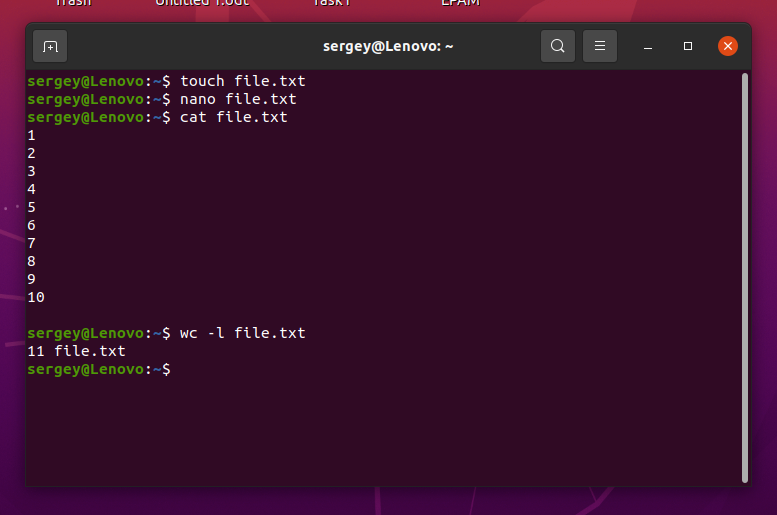 Trash Untitled 1.odt Task1 EPAM
sergey@Lenovo: ~
sergey@Lenovo:~$ touch file.txt
sergey@Lenovo:~$ nano file.txt
sergey@Lenovo:~$ cat file.txt
1
2
3
4
5
6
7
8
9
10
sergey@Lenovo:~$ wc -l file.txt
11 file.txt
sergey@Lenovo:~$